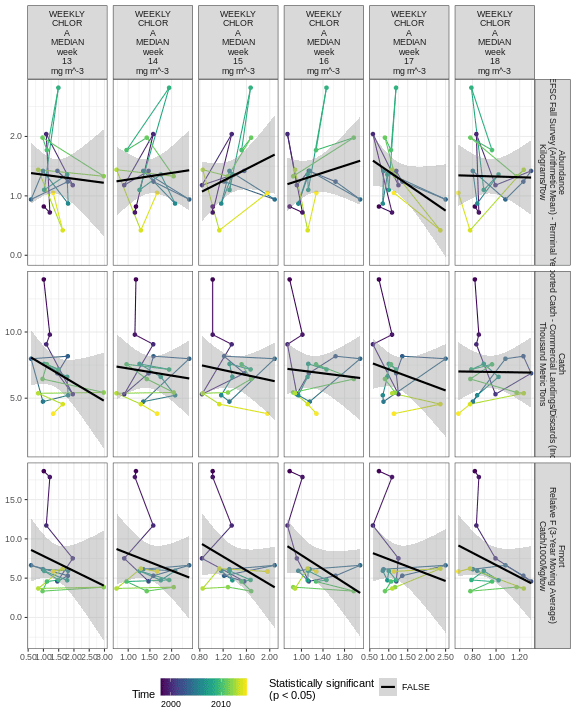 WEEKLY CHLOR A MEDIAN week 13 mg m^-3
WEEKLY CHLOR A MEDIAN week 14 mg m^-3
WEEKLY CHLOR A MEDIAN week 15 mg m^-3
WEEKLY CHLOR A MEDIAN week 16 mg m^-3
WEEKLY CHLOR A MEDIAN week 17 mg m^-3
WEEKLY CHLOR A MEDIAN week 18 mg m^-3
2.0
1.0
0.0
Abundance
EFSC Fall Survey (Arithmetic Mean) - Terminal Ye
Kilograms/Tow
10.0
5.0
Catch
orted Catch - Commercial Landings/Discards (Inc
Thousand Metric Tons
15.0
10.0
5.0
0.0
Fmort
Relative F (3-Year Moving Average)
Catch/1000/kg/tow
0.50 1.00 1.50 2.00 2.50 3.00
1.00 1.50 2.00
0.80 1.20 1.60 2.00
1.00 1.40 1.80
0.50 1.00 1.50 2.00 2.50
0.80 1.00 1.20
Time
2000 2010
Statistically significant
(p < 0.05)
FALSE